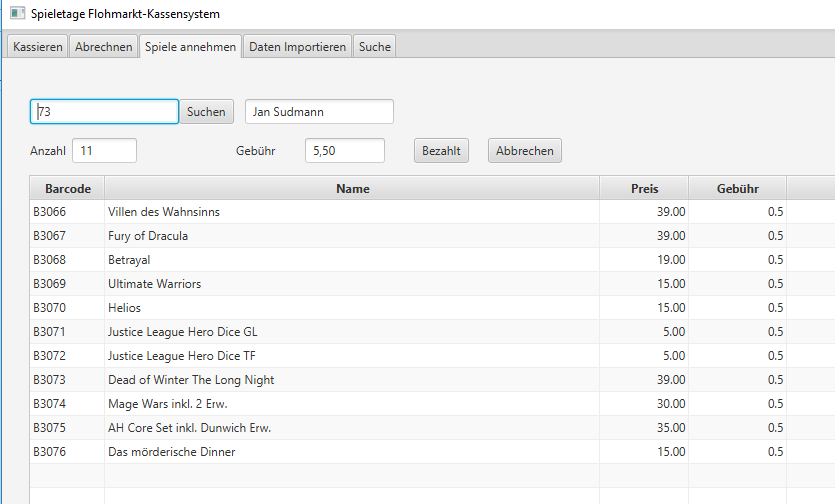 Spieletage Flohmarkt-Kassensystem
Kassieren Abrechnen Spiele annehmen Daten Importieren Suche
73 Suchen Jan Sudmann
Anzahl 11 Gebühr 5,50 Bezahlt Abbrechen
Barcode Name Preis Gebühr
B3066 Villen des Wahnsinns 39.00 0.5
B3067 Fury of Dracula 39.00 0.5
B3068 Betrayal 19.00 0.5
B3069 Ultimate Warriors 15.00 0.5
B3070 Helios 15.00 0.5
B3071 Justice League Hero Dice GL 5.00 0.5
B3072 Justice League Hero Dice TF 5.00 0.5
B3073 Dead of Winter The Long Night 39.00 0.5
B3074 Mage Wars inkl. 2 Erw. 30.00 0.5
B3075 AH Core Set inkl. Dunwich Erw. 35.00 0.5
B3076 Das mörderische Dinner 15.00 0.5